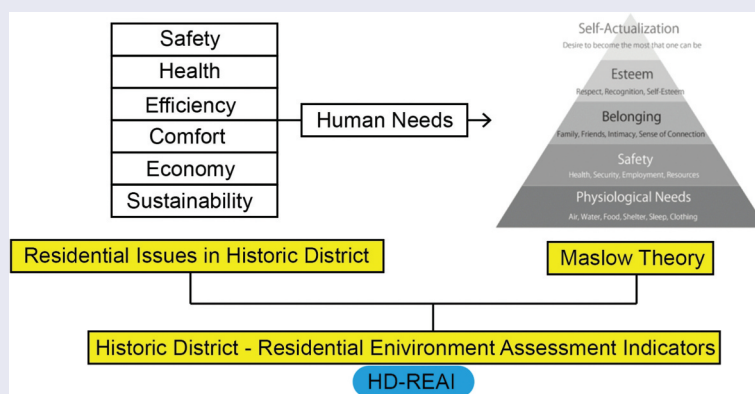 Safety
Health
Efficiency
Comfort
Economy
Sustainability
Human Needs
Self-Actualization
Desire to become the most that one can be
Esteem
Respect, Recognition, Self-Esteem
Belonging
Family, Friends, Intimacy, Sense of Connection
Safety
Health, Security, Employment, Resources
Physiological Needs
Air, Water, Food, Shelter, Sleep, Clothing
Residential Issues in Historic District
Maslow Theory
Historic District - Residential Enivironment Assessment Indicators
HD-REAI